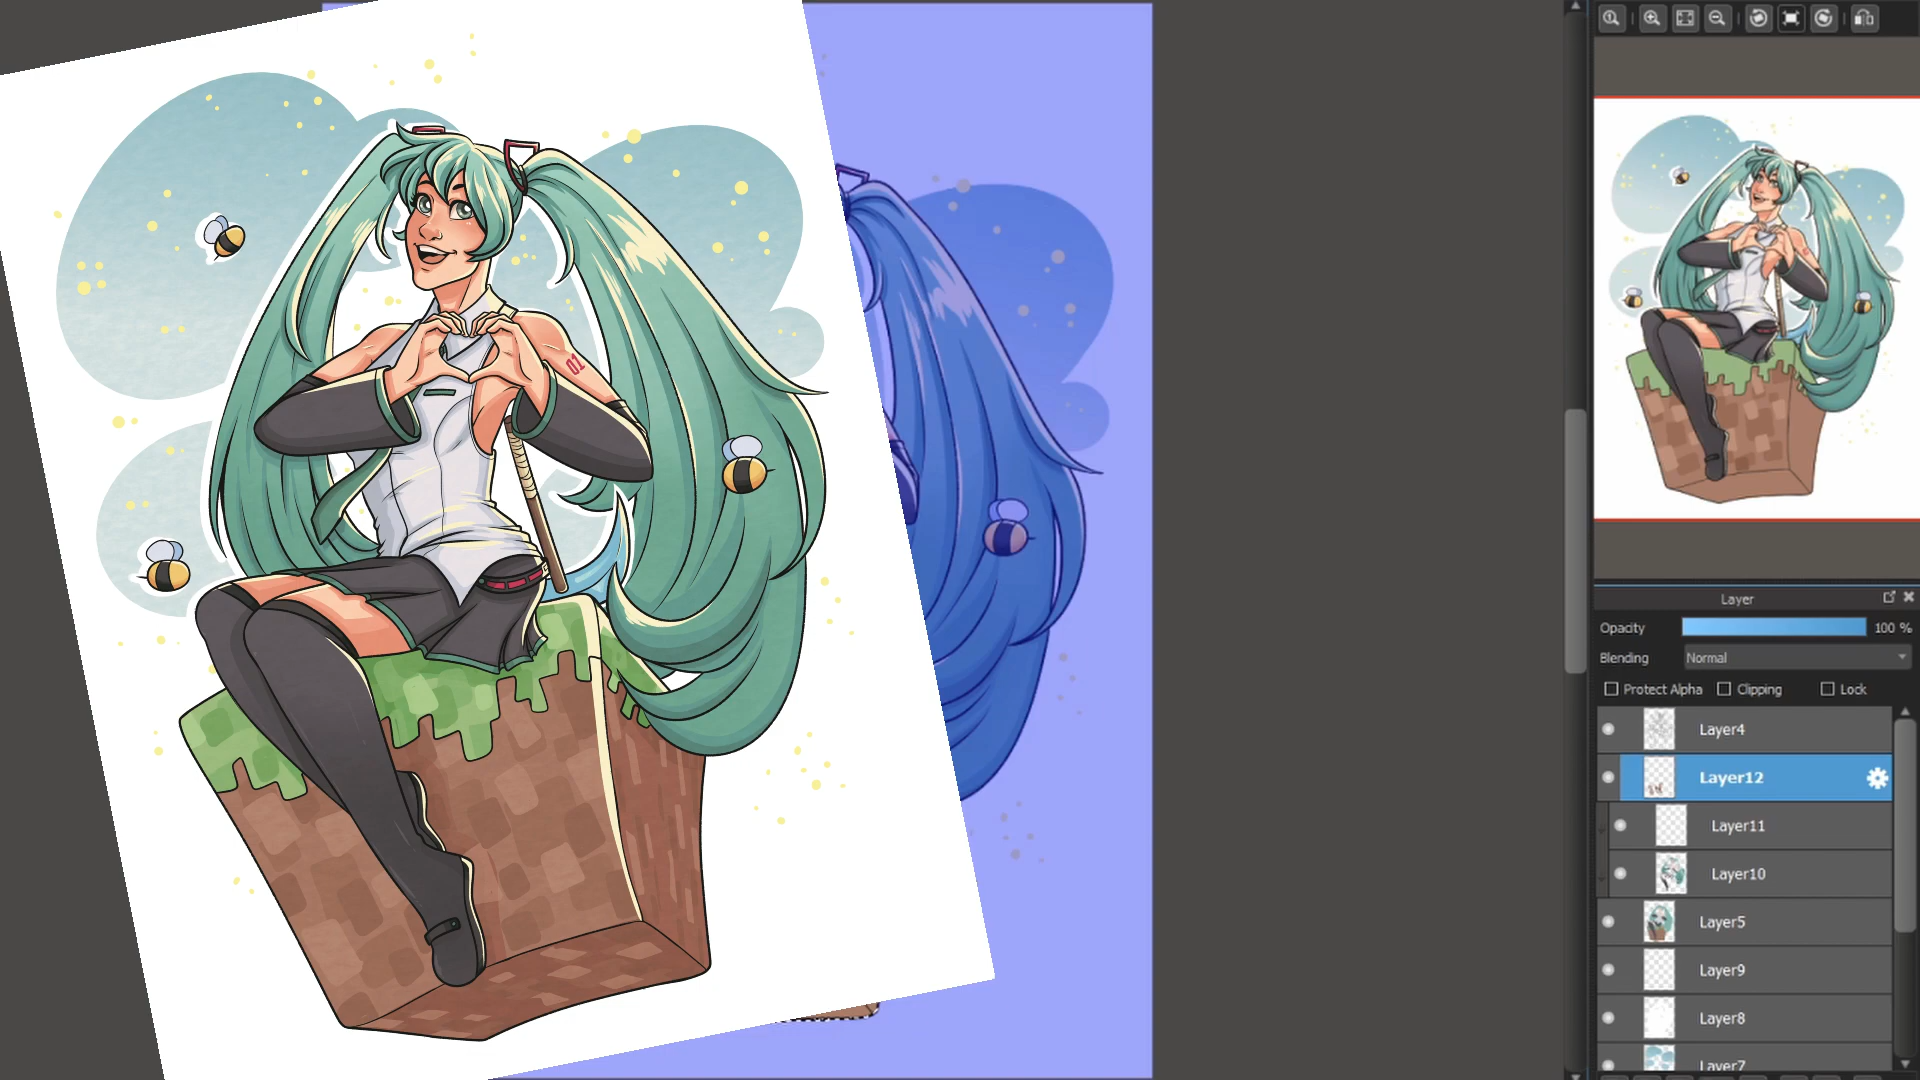 01
Layer
Opacity 100 %
Blending Normal
Protect Alpha Clipping Lock
Layer4
Layer12
Layer11
Layer10
Layer5
Layer9
Layer8
Layer7